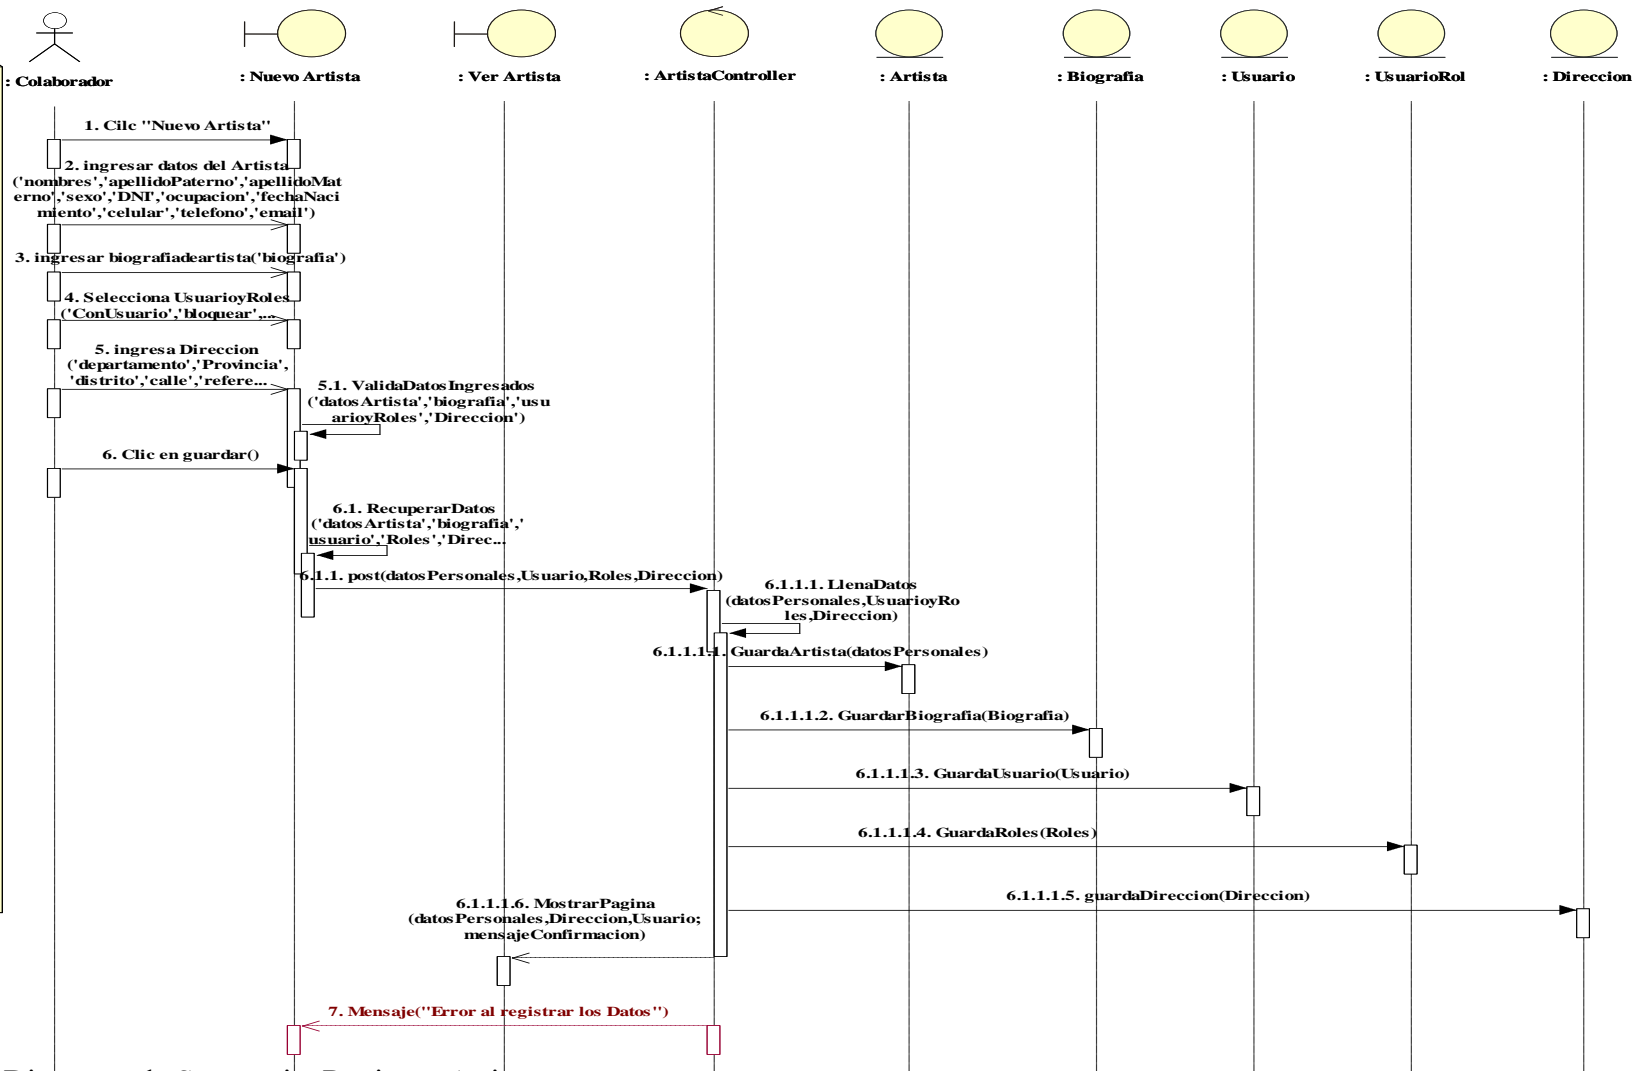 : Colaborador
: Nuevo Artista
: Ver Artista
: ArtistaController
: Artista
: Biografia
: Usuario
: UsuarioRol
: Direccion
1. Cilc "Nuevo Artista"
2. ingresar datos del Artista
('nombres','apellidoPaterno','apellidoMat
erno','sexo','DNI','ocupacion','fechaNaci
miento','celular','telefono','email')
3. ingresar biografiadeartista('biografia')
4. Selecciona UsuarioyRoles
('ConUsuario','bloquear',...
5. ingresa Direccion
('departamento','Provincia',
'distrito','calle','refere...
5.1. ValidaDatosIngresados
('datosArtista','biografia','usu
arioyRoles','Direccion')
6. Clic en guardar()
6.1. RecuperarDatos
('datosArtista','biografia','
usuario','Roles','Direc...
6.1.1. post(datosPersonales,Usuario,Roles,Direccion)
6.1.1.1. LlenaDatos
(datosPersonales,UsuarioyRo
les,Direccion)
6.1.1.1.1. GuardaArtista(datosPersonales)
6.1.1.1.2. GuardarBiografia(Biografia)
6.1.1.1.3. GuardaUsuario(Usuario)
6.1.1.1.4. GuardaRoles(Roles)
6.1.1.1.5. guardaDireccion(Direccion)
6.1.1.1.6. MostrarPagina
(datosPersonales,Direccion,Usuario;
mensajeConfirmacion)
7. Mensaje("Error al registrar los Datos")